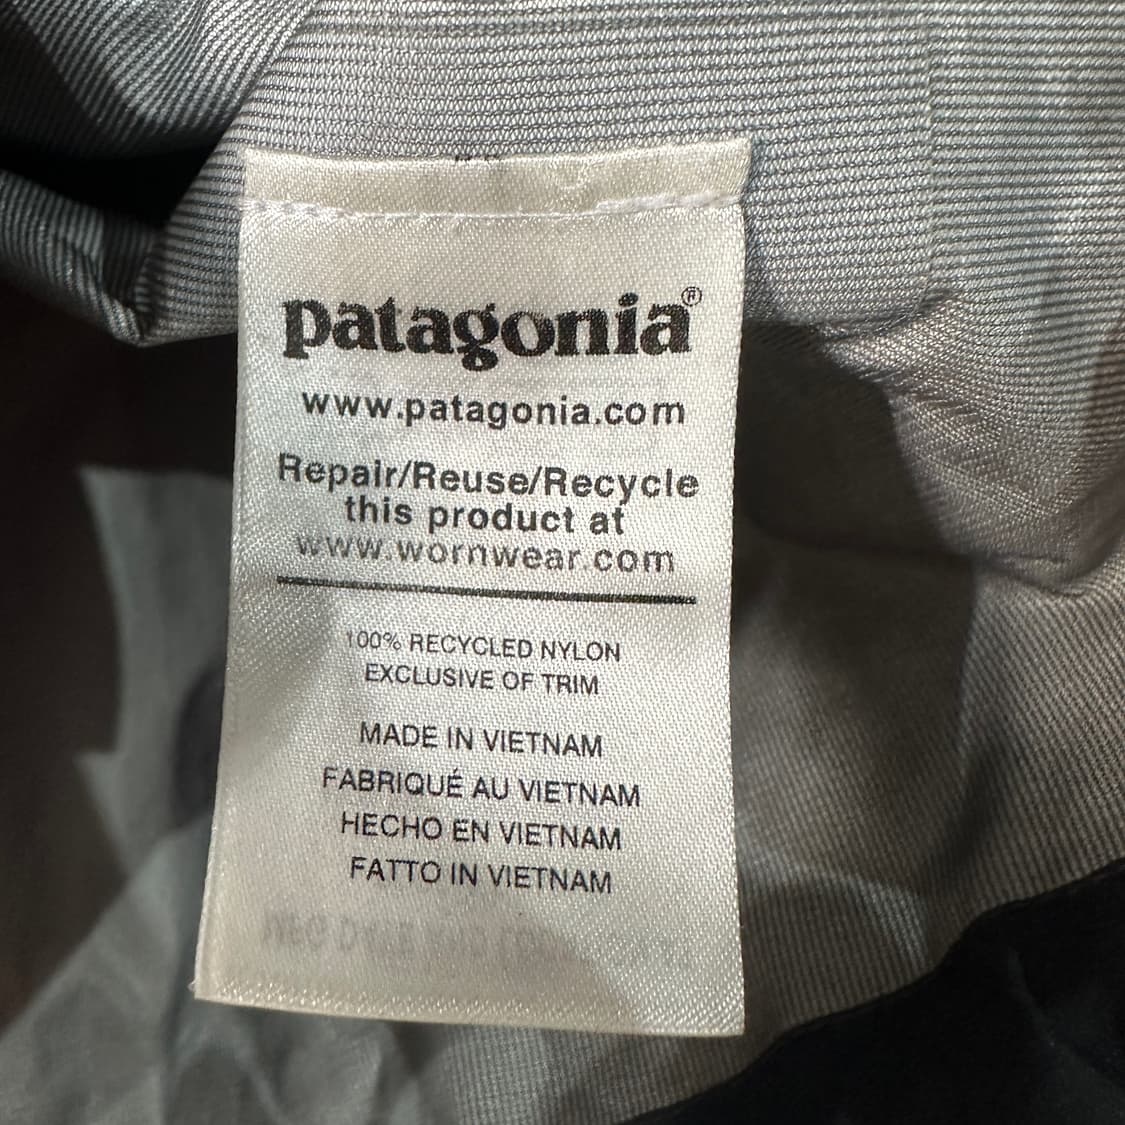 patagonia®
www.patagonia.com
Repair/Reuse/Recycle
this product at
www.wornwear.com
100% RECYCLED NYLON
EXCLUSIVE OF TRIM
MADE IN VIETNAM
FABRIQUÉ AU VIETNAM
HECHO EN VIETNAM
FATTO IN VIETNAM